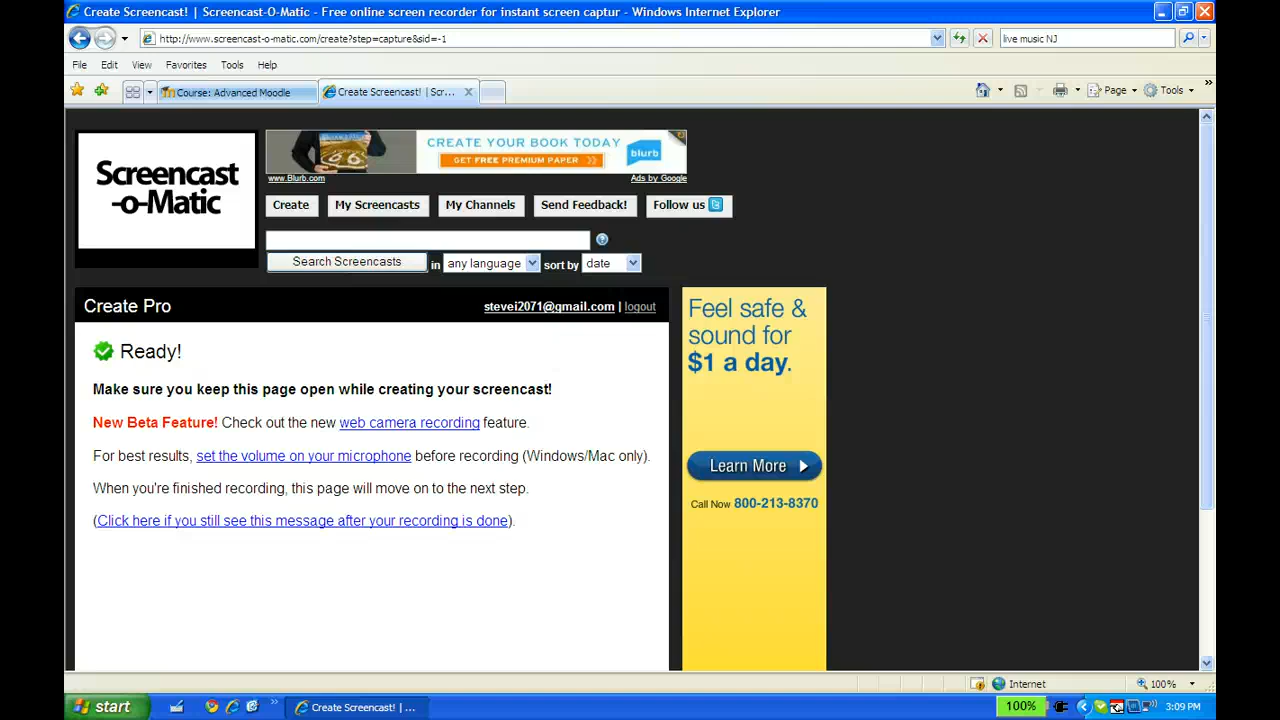 Create Screencast! | Screencast-O-Matic - Free online screen recorder for instant screen captur - Windows Internet Explorer
http://www.screencast-o-matic.com/create?step=capture&sid=-1
live music NJ
File Edit View Favorites Tools Help
Course: Advanced Moodle
Create Screencast! | Scr...
Page Tools
Screencast
-o-Matic
CREATE YOUR BOOK TODAY
GET FREE PREMIUM PAPER >>
blurb
www.Blurb.com
Ads by Google
Create My Screencasts My Channels Send Feedback! Follow us
Search Screencasts in any language sort by date
Create Pro
stevei2071@gmail.com | logout
Ready!
Make sure you keep this page open while creating your screencast!
New Beta Feature! Check out the new web camera recording feature.
For best results, set the volume on your microphone before recording (Windows/Mac only).
When you're finished recording, this page will move on to the next step.
(Click here if you still see this message after your recording is done).
Feel safe &
sound for
$1 a day.
Learn More
Call Now 800-213-8370
Internet
100%
start
Create Screencast! | ...
100%
3:09 PM